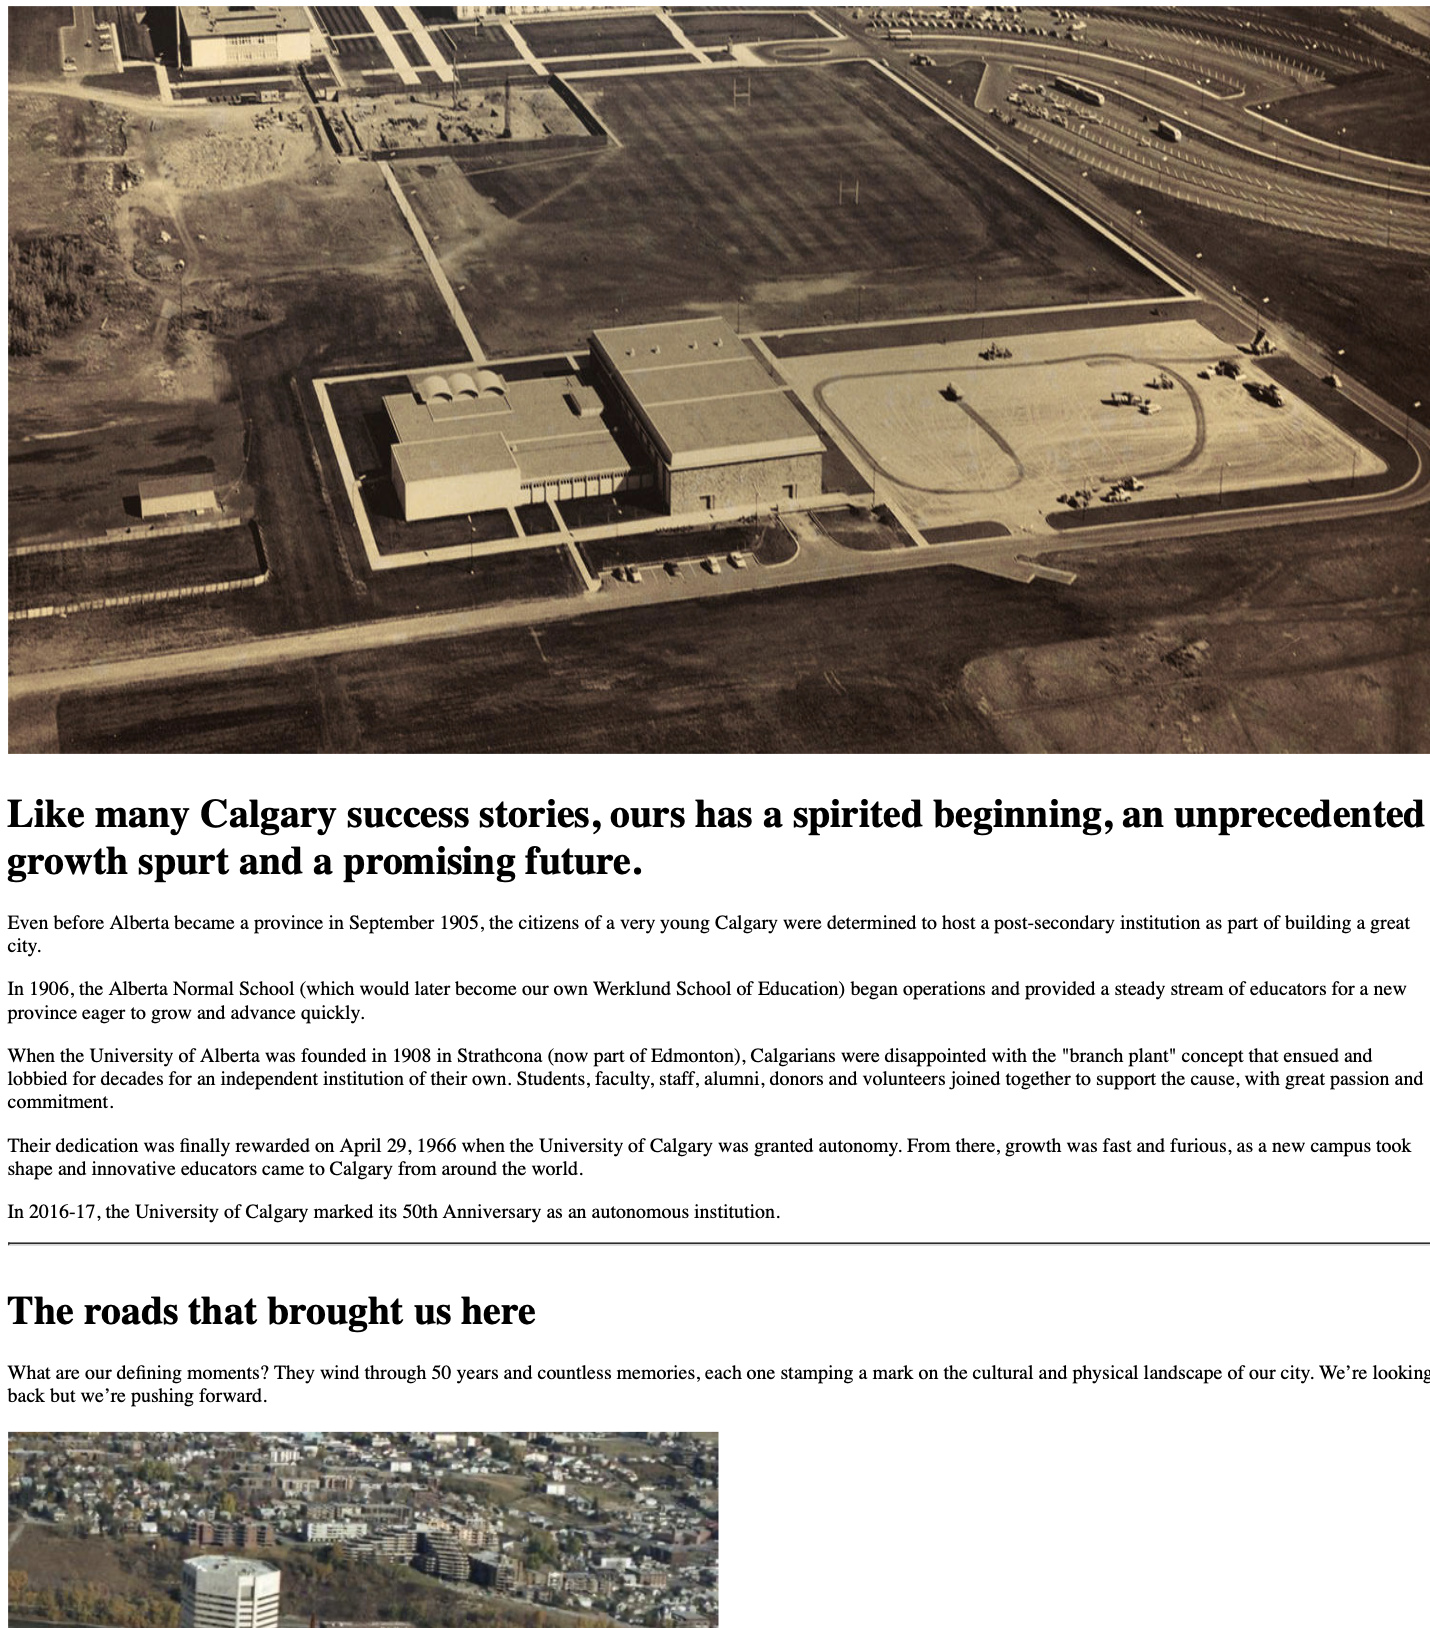 Like many Calgary success stories, ours has a spirited beginning, an unprecedented
growth spurt and a promising future.
Even before Alberta became a province in September 1905, the citizens of a very young Calgary were determined to host a post-secondary institution as part of building a great
city.
In 1906, the Alberta Normal School (which would later become our own Werklund School of Education) began operations and provided a steady stream of educators for a new
province eager to grow and advance quickly.
When the University of Alberta was founded in 1908 in Strathcona (now part of Edmonton), Calgarians were disappointed with the "branch plant" concept that ensued and
lobbied for decades for an independent institution of their own. Students, faculty, staff, alumni, donors and volunteers joined together to support the cause, with great passion and
commitment.
Their dedication was finally rewarded on April 29, 1966 when the University of Calgary was granted autonomy. From there, growth was fast and furious, as a new campus took
shape and innovative educators came to Calgary from around the world.
In 2016-17, the University of Calgary marked its 50th Anniversary as an autonomous institution.
The roads that brought us here
What are our defining moments? They wind through 50 years and countless memories, each one stamping a mark on the cultural and physical landscape of our city. We’re looking
back but we’re pushing forward.